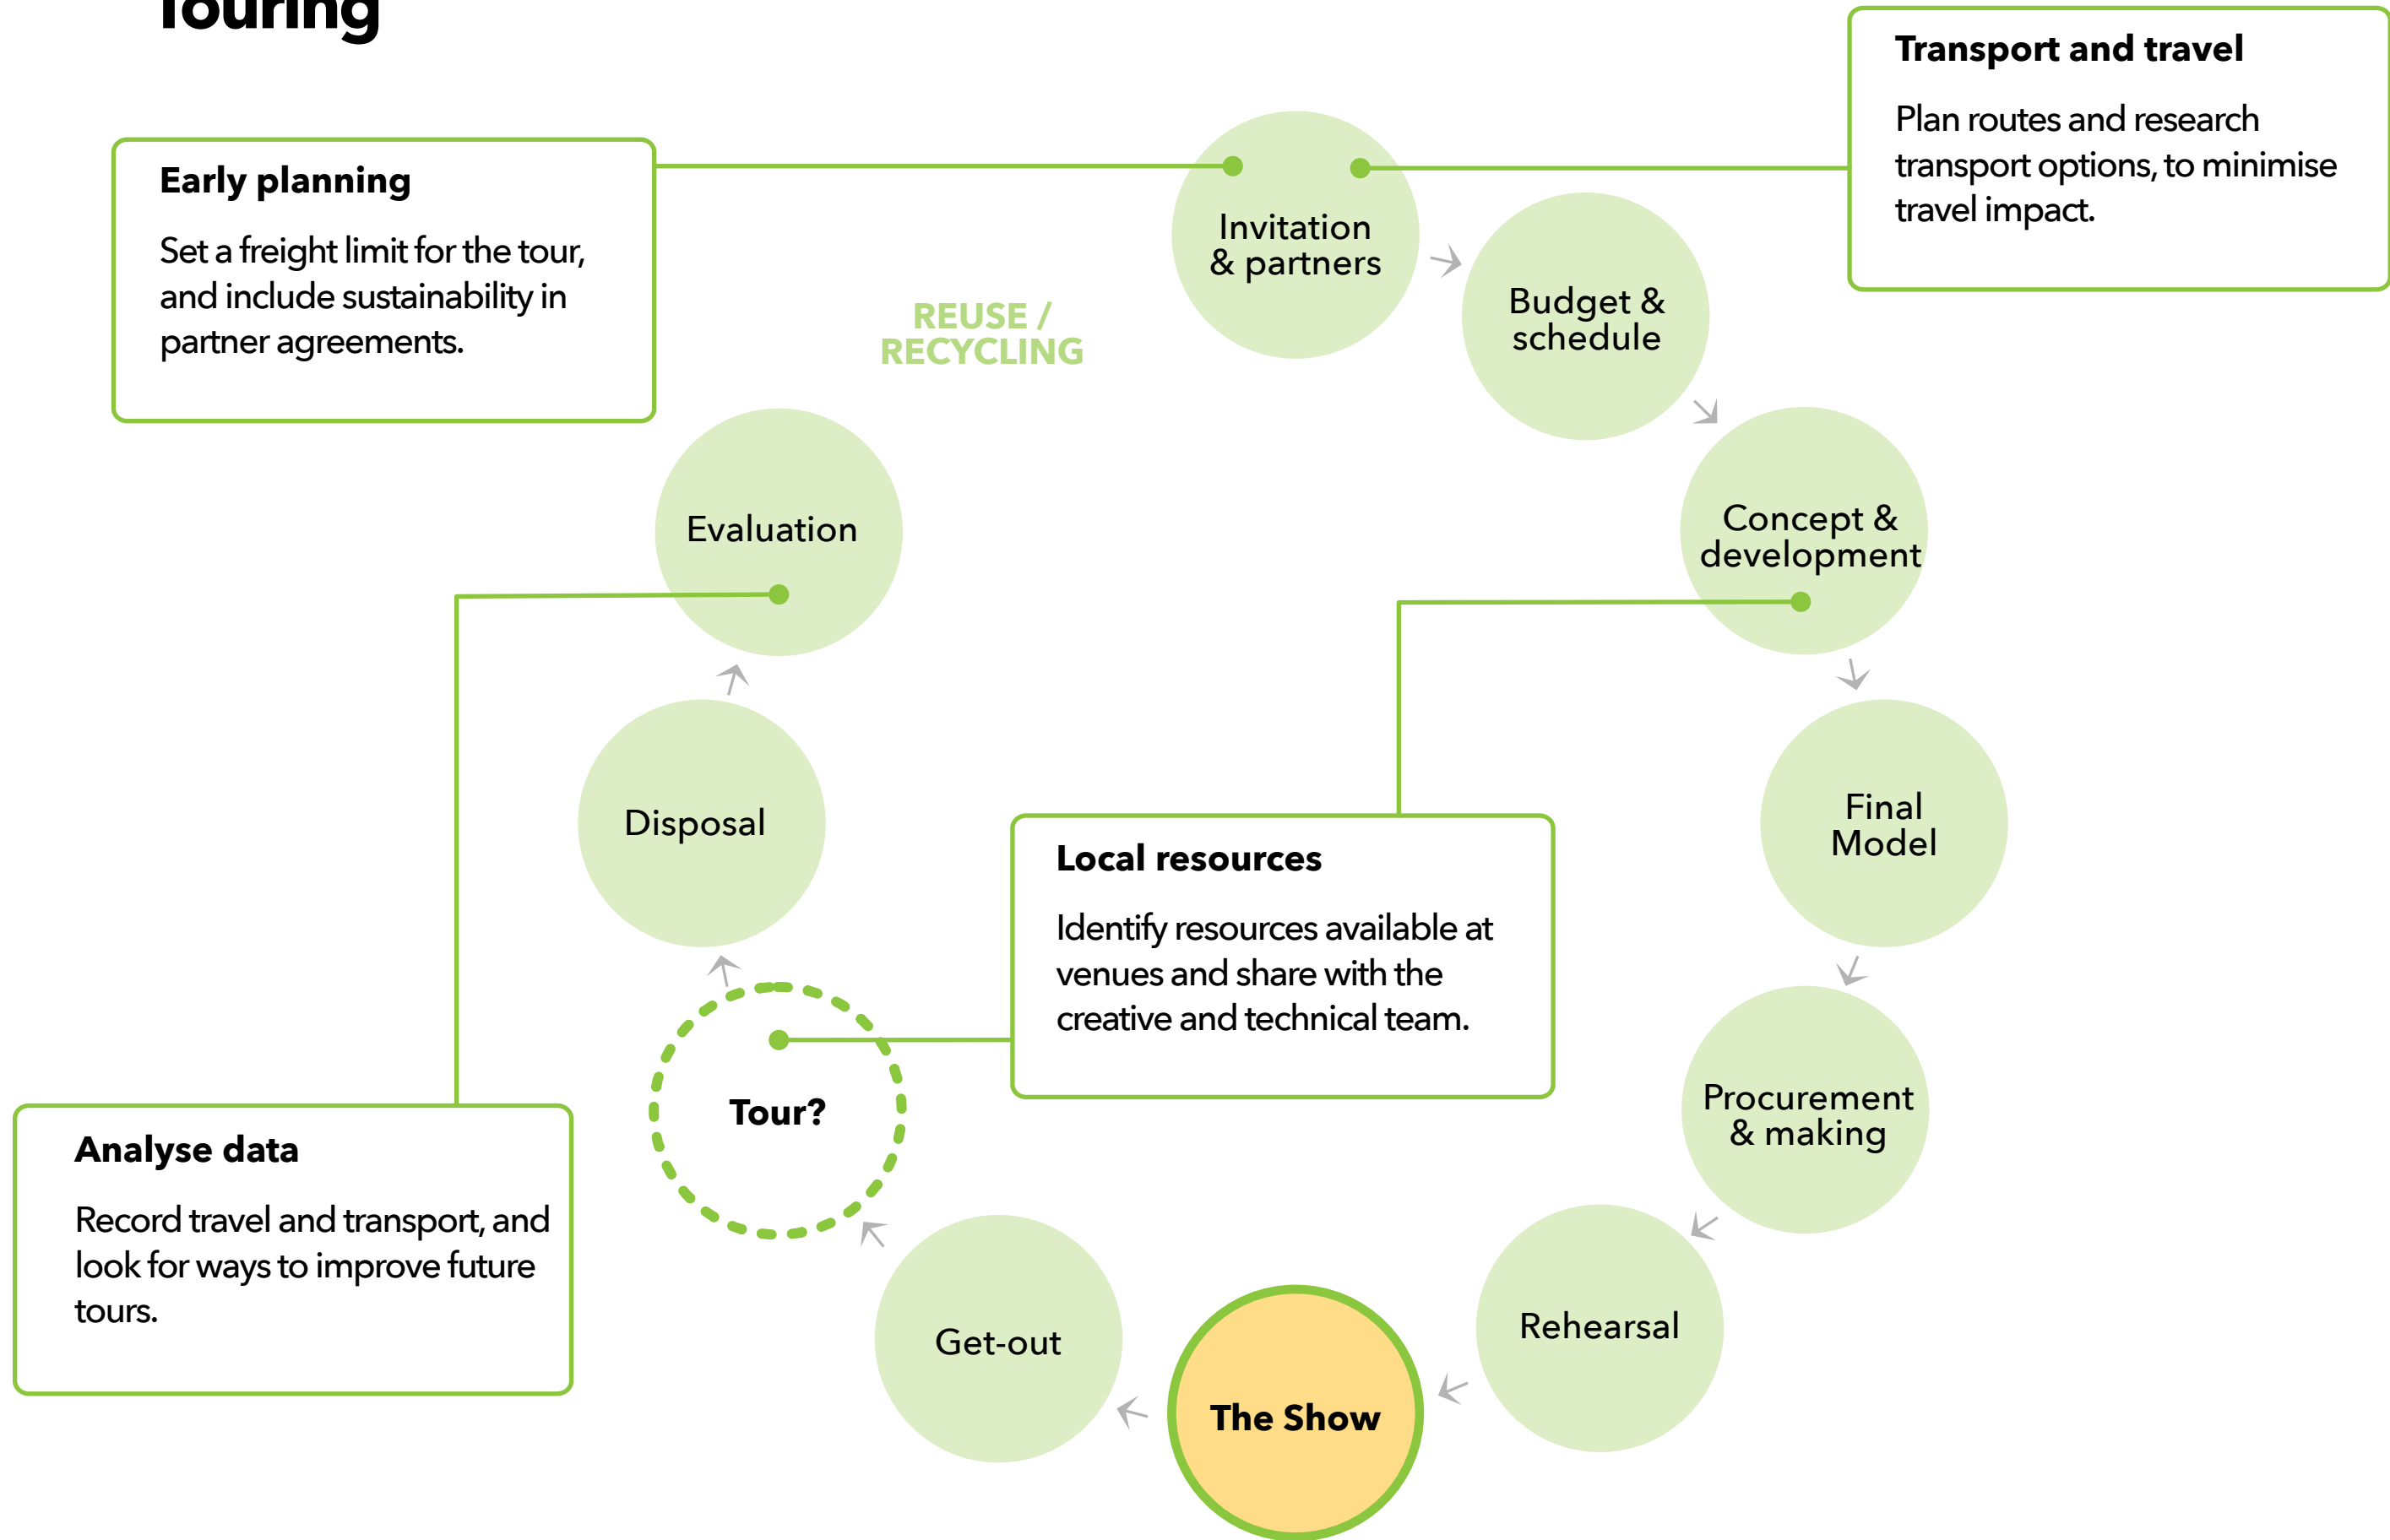 Touring
Transport and travel
Plan routes and research
transport options, to minimise
travel impact.
Early planning
Set a freight limit for the tour,
and include sustainability in
partner agreements.
Invitation
& partners
Budget &
schedule
REUSE /
RECYCLING
Evaluation
Concept &
development
Disposal
Final
Model
Local resources
Identify resources available at
venues and share with the
creative and technical team.
Tour?
Procurement
& making
Analyse data
Record travel and transport, and
look for ways to improve future
tours.
Get-out
The Show
Rehearsal